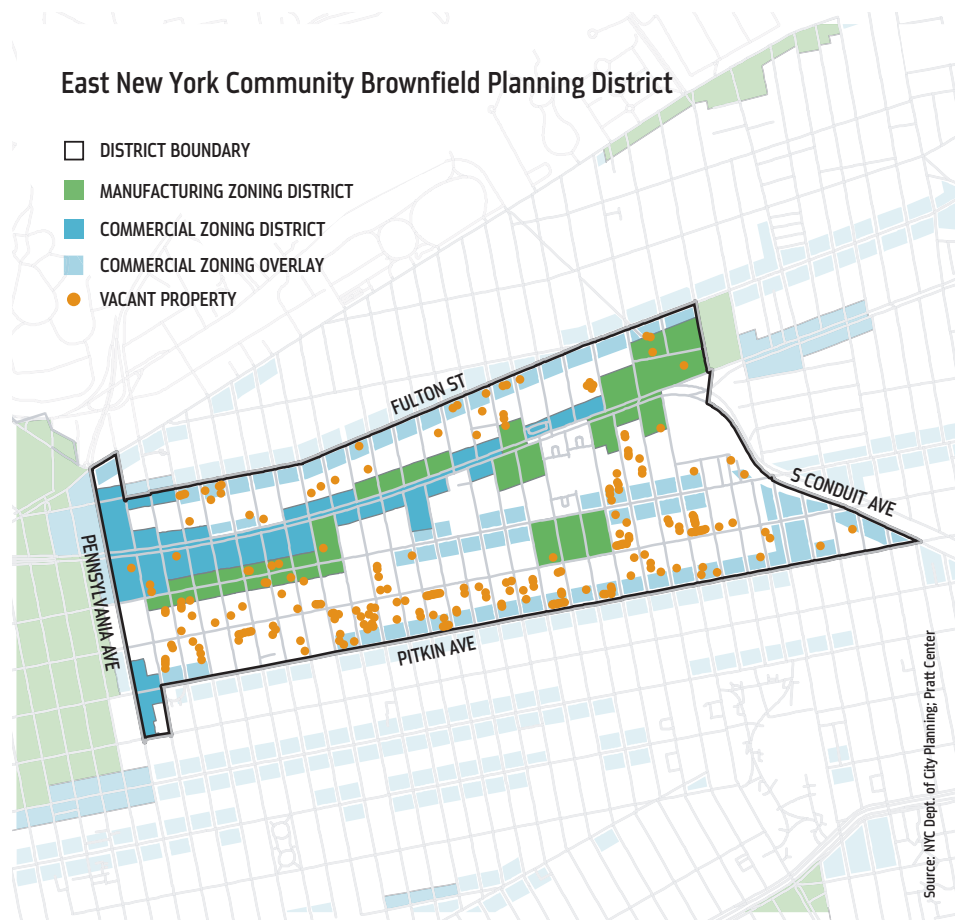 East New York Community Brownfield Planning District
DISTRICT BOUNDARY
MANUFACTURING ZONING DISTRICT
COMMERCIAL ZONING DISTRICT
COMMERCIAL ZONING OVERLAY
VACANT PROPERTY
FULTON ST
S CONDUIT AVE
PENNSYLVANIA AVE
PITKIN AVE
Source: NYC Dept. of City Planning; Pratt Center